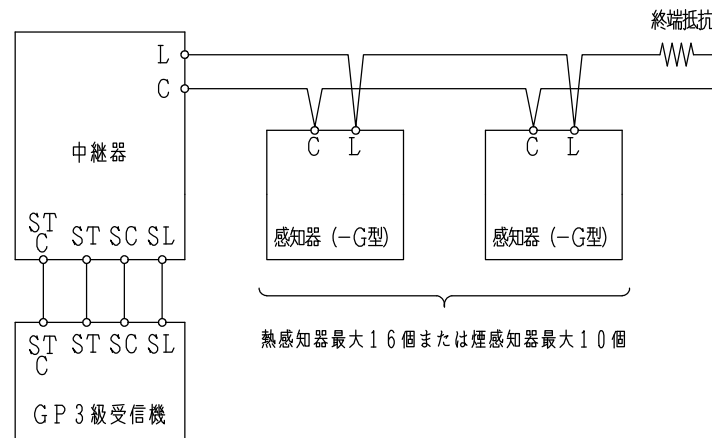 終端抵抗
L
C
中継器
C L
C L
感知器（－G型）
感知器（－G型）
STC ST SC SL
熱感知器最大１６個または煙感知器最大１０個
STC ST SC SL
ＧＰ３級受信機